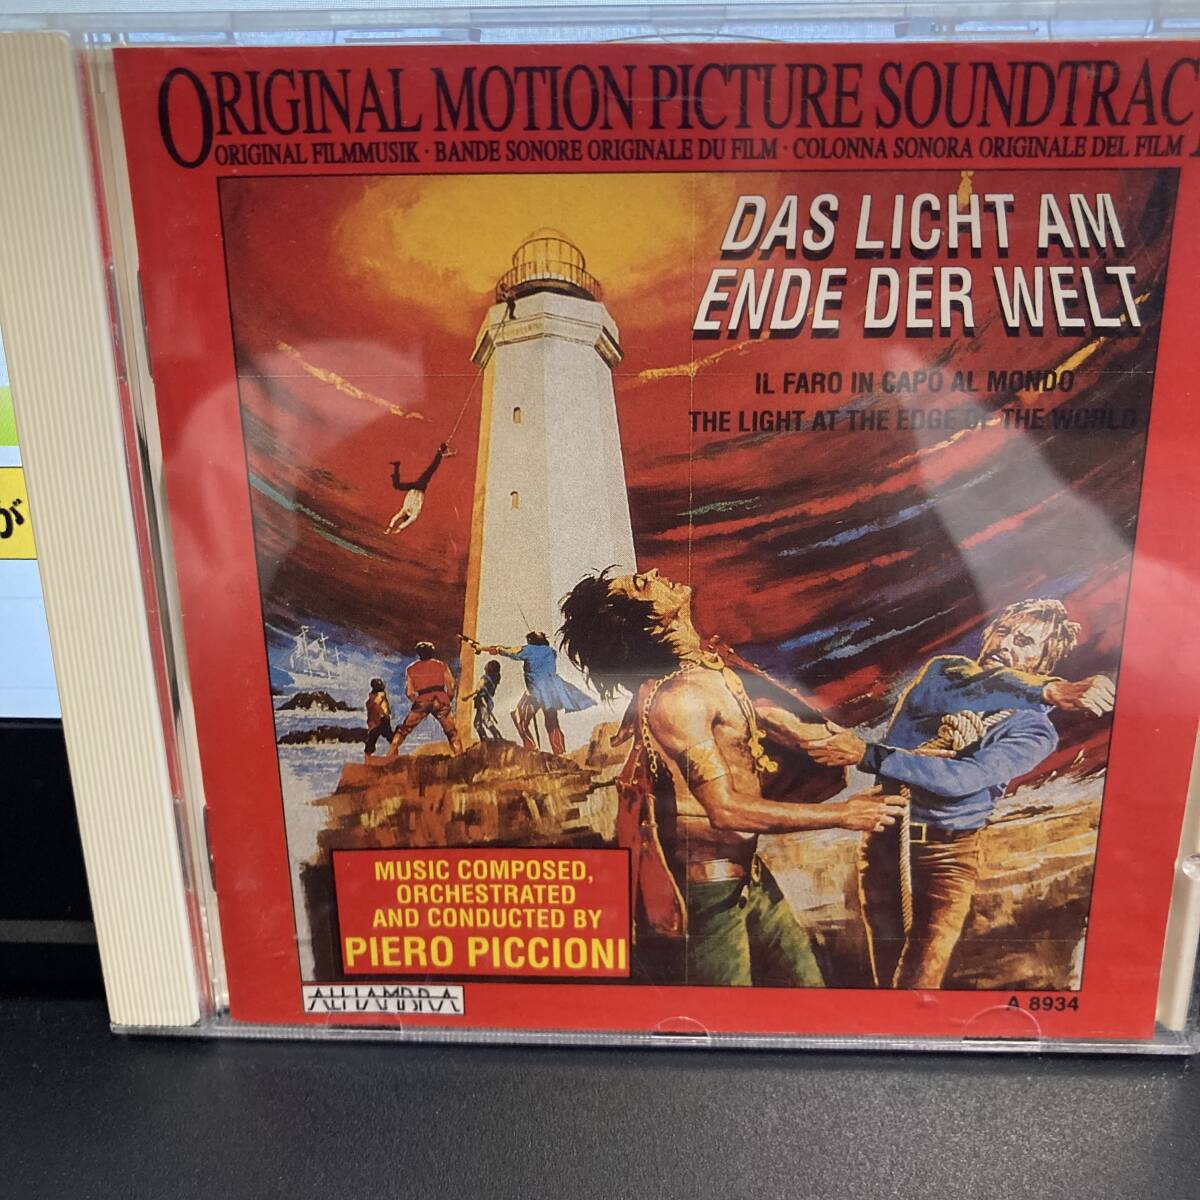 ORIGINAL MOTION PICTURE SOUNDTRAC
ORIGINAL FILMMUSIK · BANDE SONORE ORIGINALE DU FILM · COLONNA SONORA ORIGINALE DEL FILM
DAS LICHT AM
ENDE DER WELT
IL FARO IN CAPO AL MONDO
THE LIGHT AT THE EDGE OF THE WORLD
が
MUSIC COMPOSED,
ORCHESTRATED
AND CONDUCTED BY
PIERO PICCIONI
ALHAMBRA
A 8934